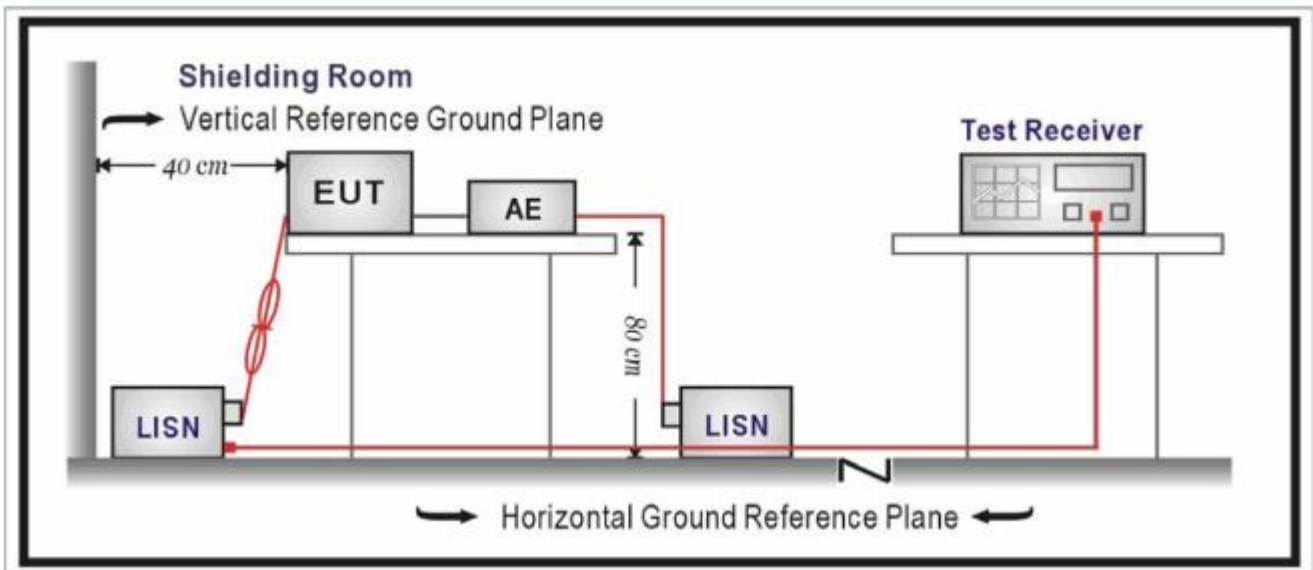 Shielding Room
Vertical Reference Ground Plane
40 cm
EUT
AE
Test Receiver
80 cm
LISN
LISN
Horizontal Ground Reference Plane